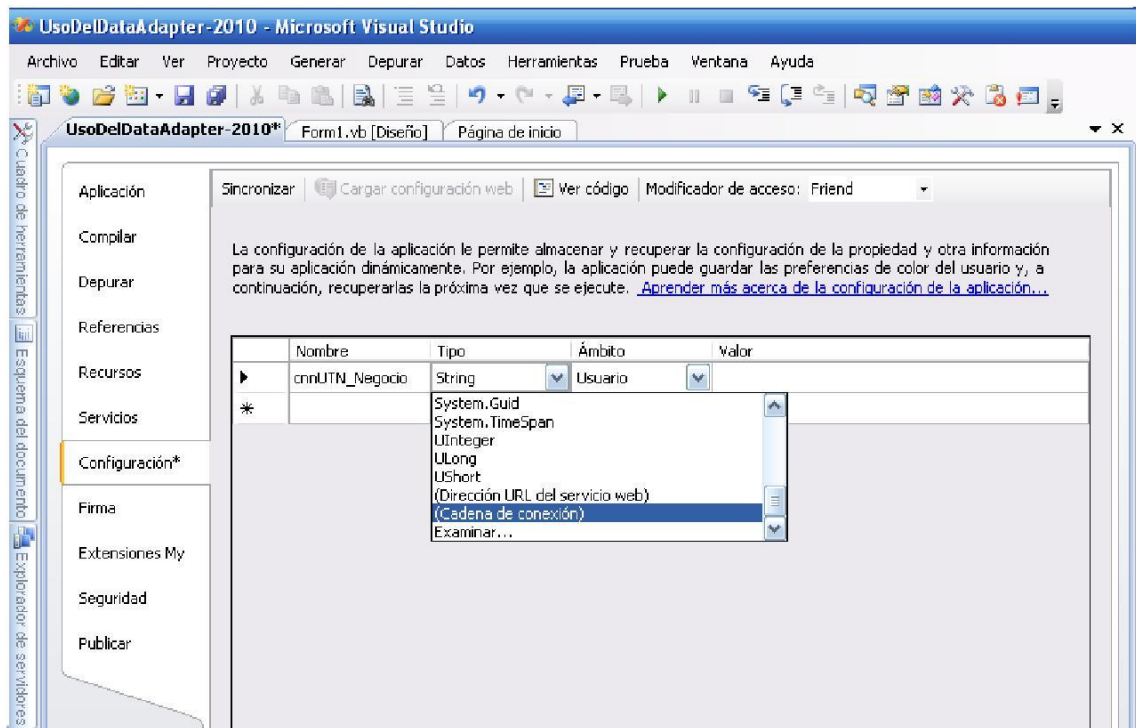 UsoDelDataAdapter-2010 - Microsoft Visual Studio
Archivo Editar Ver Proyecto Generar Depurar Datos Herramientas Prueba Ventana Ayuda
UsoDelDataAdapter-2010* Form1.vb [Diseño] Página de inicio
Cuadro de herramientas
Esquema del documento
Explorador de servidores
Aplicación
Compilar
Depurar
Referencias
Recursos
Servicios
Configuración*
Firma
Extensiones My
Seguridad
Publicar
Sincronizar Cargar configuración web Ver código Modificador de acceso: Friend
La configuración de la aplicación le permite almacenar y recuperar la configuración de la propiedad y otra información
para su aplicación dinámicamente. Por ejemplo, la aplicación puede guardar las preferencias de color del usuario y, a
continuación, recuperarlas la próxima vez que se ejecute. Aprender más acerca de la configuración de la aplicación...
Nombre Tipo Ámbito Valor
cnnUTN_Negocio String Usuario
System.Guid
System.TimeSpan
UInteger
ULong
UShort
(Dirección URL del servicio web)
(Cadena de conexión)
Examinar...